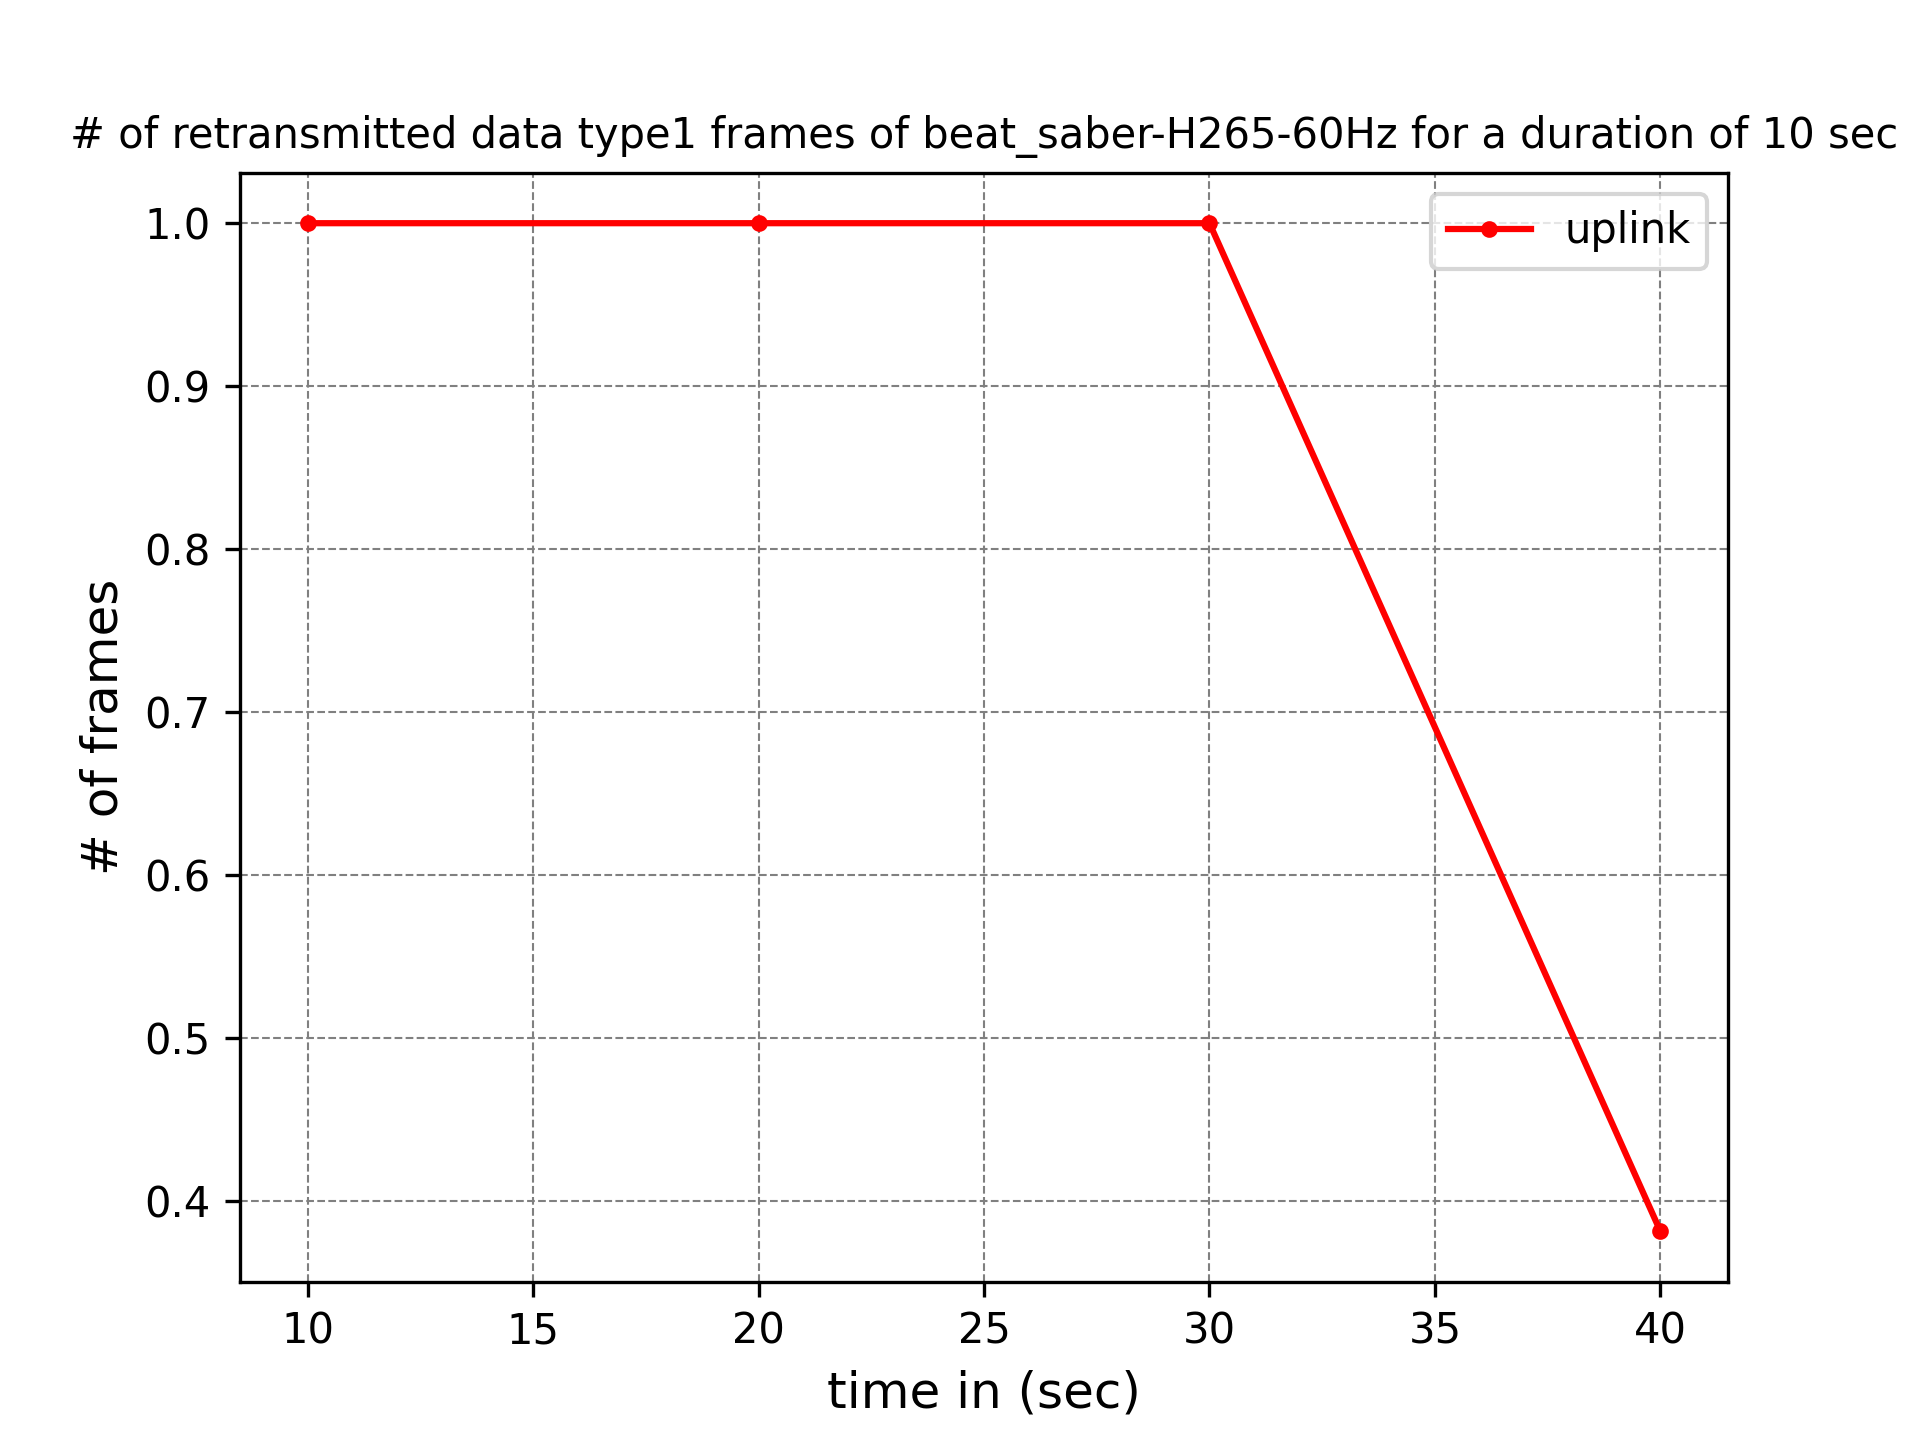 # of retransmitted data type1 frames of beat_saber-H265-60Hz for a duration of 10 sec
uplink
1.0
0.9
0.8
0.7
0.6
0.5
0.4
# of frames
10 15 20 25 30 35 40
time in (sec)